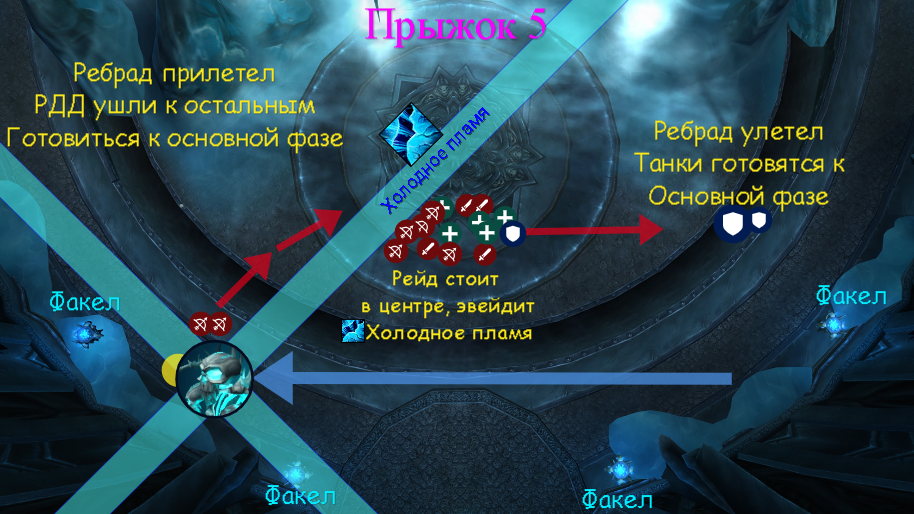 Прыжок 5
Ребрад прилетел
РДД ушли к остальным
Готовиться к основной фазе
Холодное пламя
Ребрад улетел
Танки готовятся к
Основной фазе
Рейд стоит
в центре, эвейдит
Холодное пламя
Факел
Факел
Факел
Факел